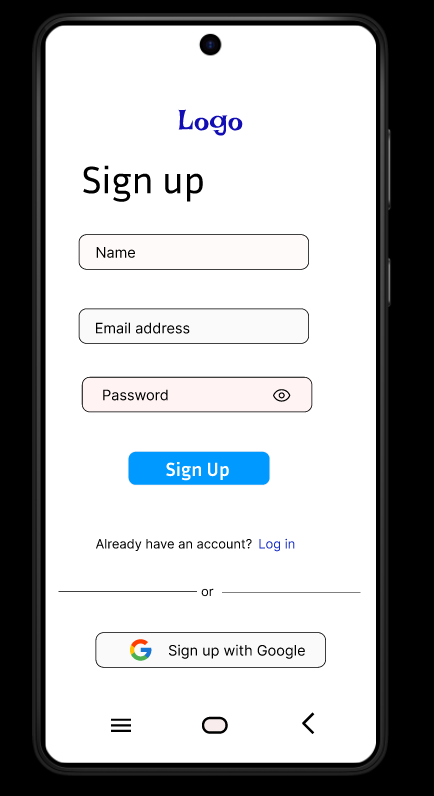 Logo
Sign up
Name
Email address
Password
Sign Up
Already have an account? Log in
or
Sign up with Google